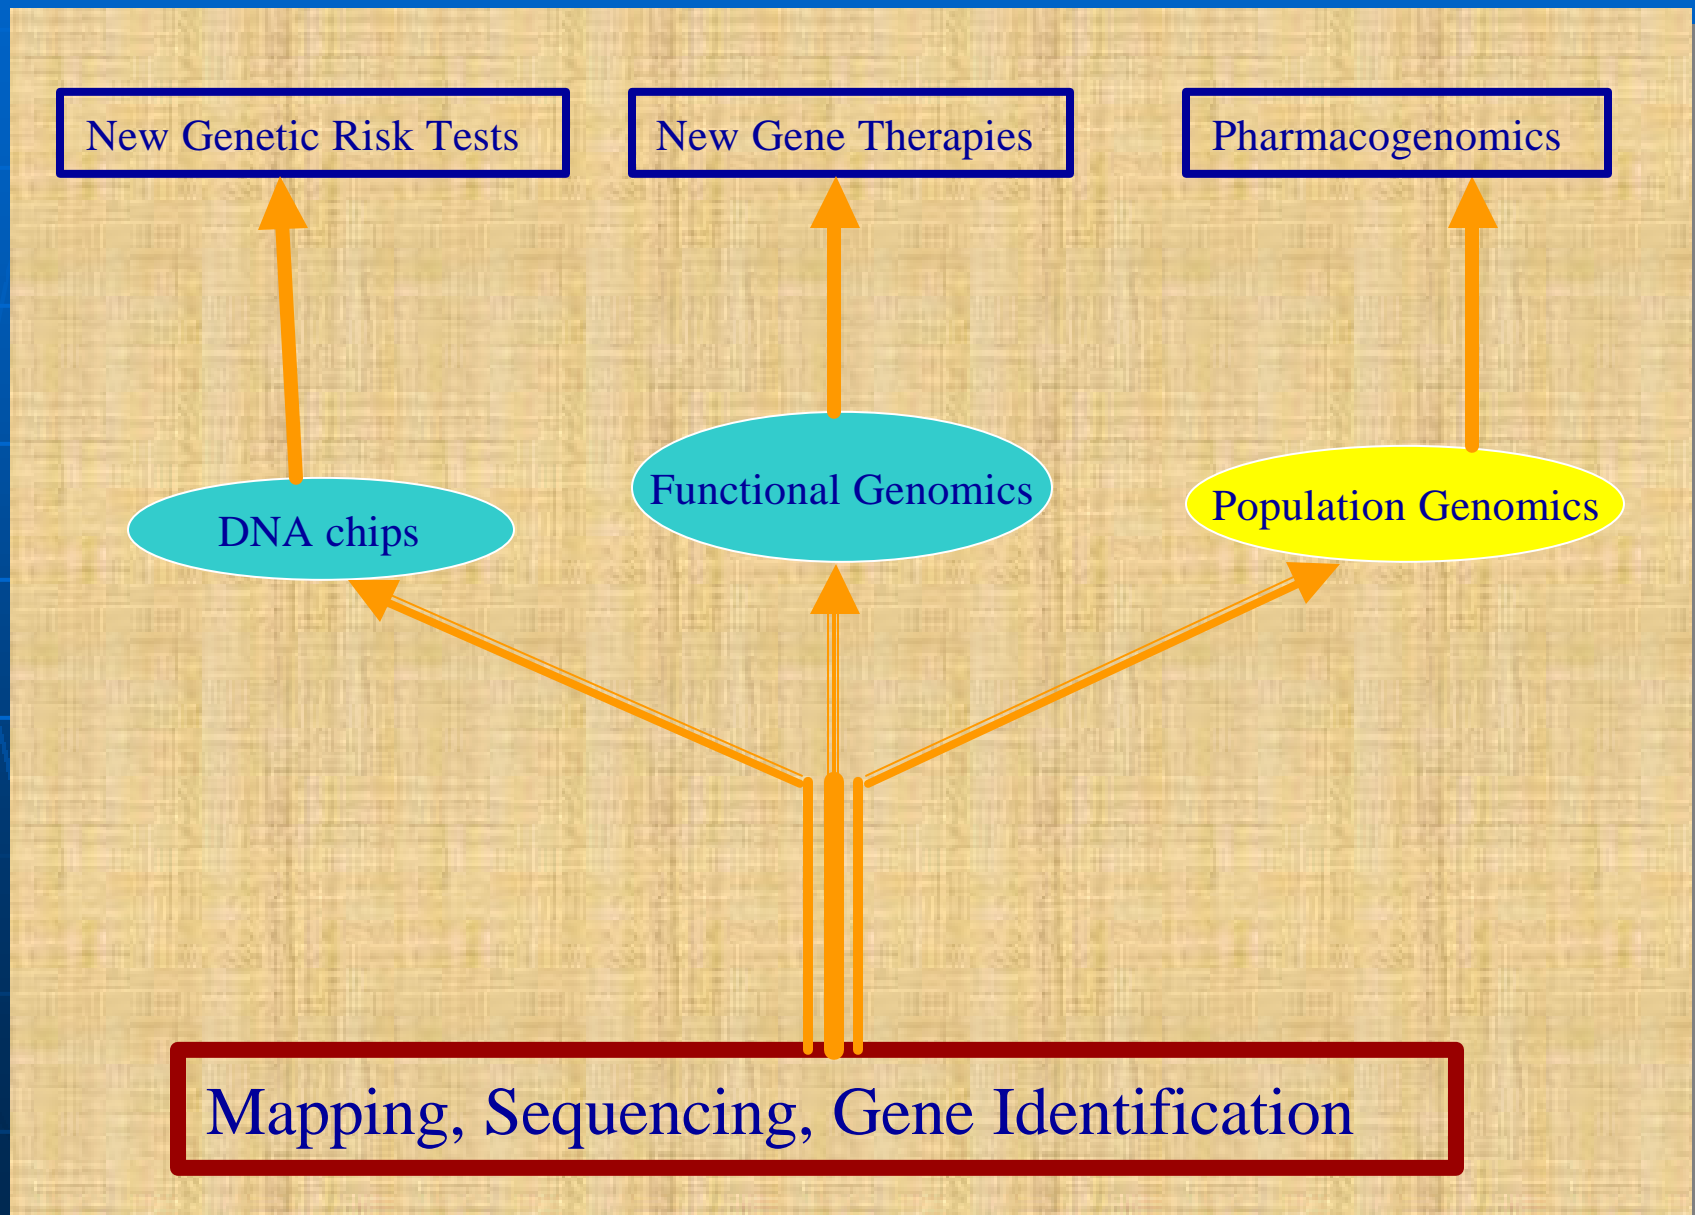 New Genetic Risk Tests
New Gene Therapies
Pharmacogenomics
DNA chips
Functional Genomics
Population Genomics
Mapping, Sequencing, Gene Identification